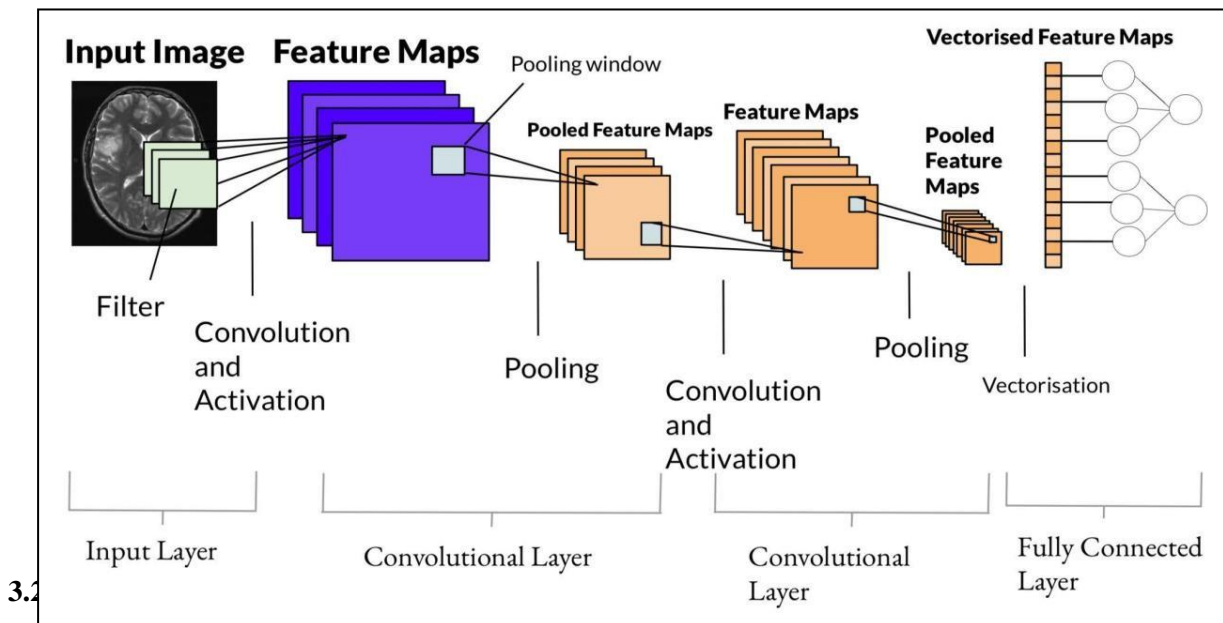 Input Image
Feature Maps
Pooling window
Pooled Feature Maps
Feature Maps
Vectorised Feature Maps
Pooled
Feature
Maps
Filter
Convolution
and
Activation
Pooling
Convolution
and
Activation
Pooling
Vectorisation
Input Layer
Convolutional Layer
Convolutional
Layer
Fully Connected
Layer